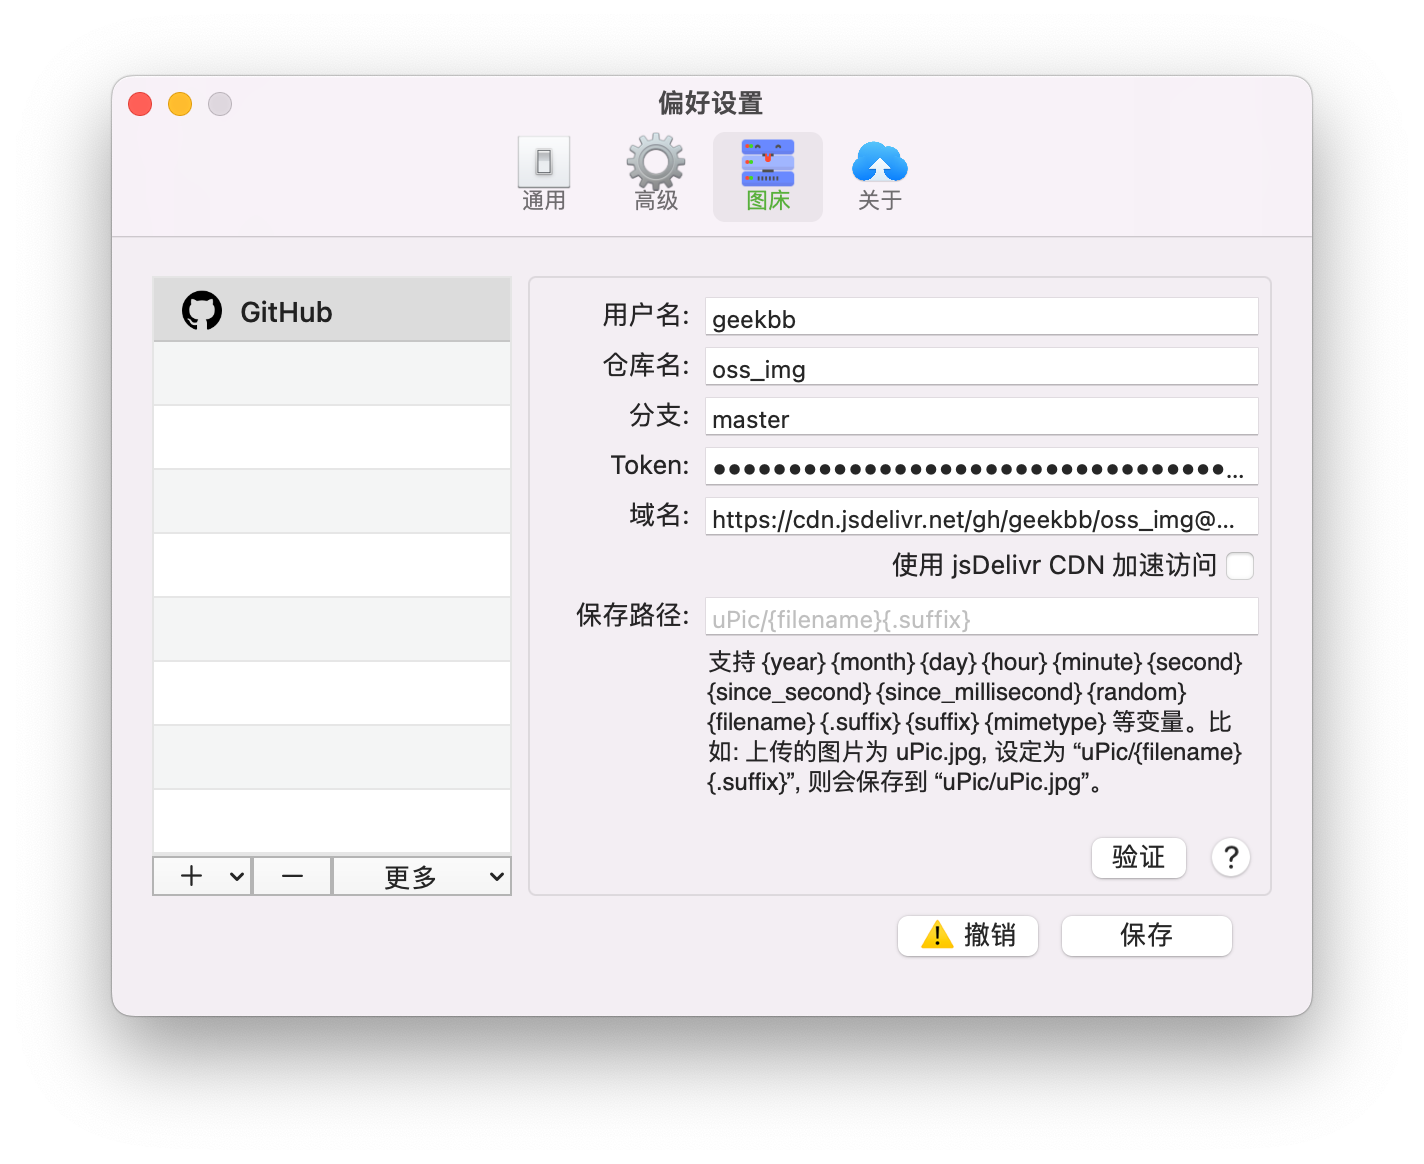 偏好设置
通用
高级
图床
关于
GitHub
用户名: geekbb
仓库名: oss_img
分支: master
Token: ●●●●●●●●●●●●●●●●●●●●●●●●●●●●●●●●●●...
域名: https://cdn.jsdelivr.net/gh/geekbb/oss_img@...
使用 jsDelivr CDN 加速访问
保存路径: uPic/{filename}{.suffix}
支持 {year} {month} {day} {hour} {minute} {second}
{since_second} {since_millisecond} {random}
{filename} {.suffix} {suffix} {mimetype} 等变量。比
如: 上传的图片为 uPic.jpg, 设定为 “uPic/{filename}
{.suffix}”, 则会保存到 “uPic/uPic.jpg”。
验证
?
更多
撤销
保存